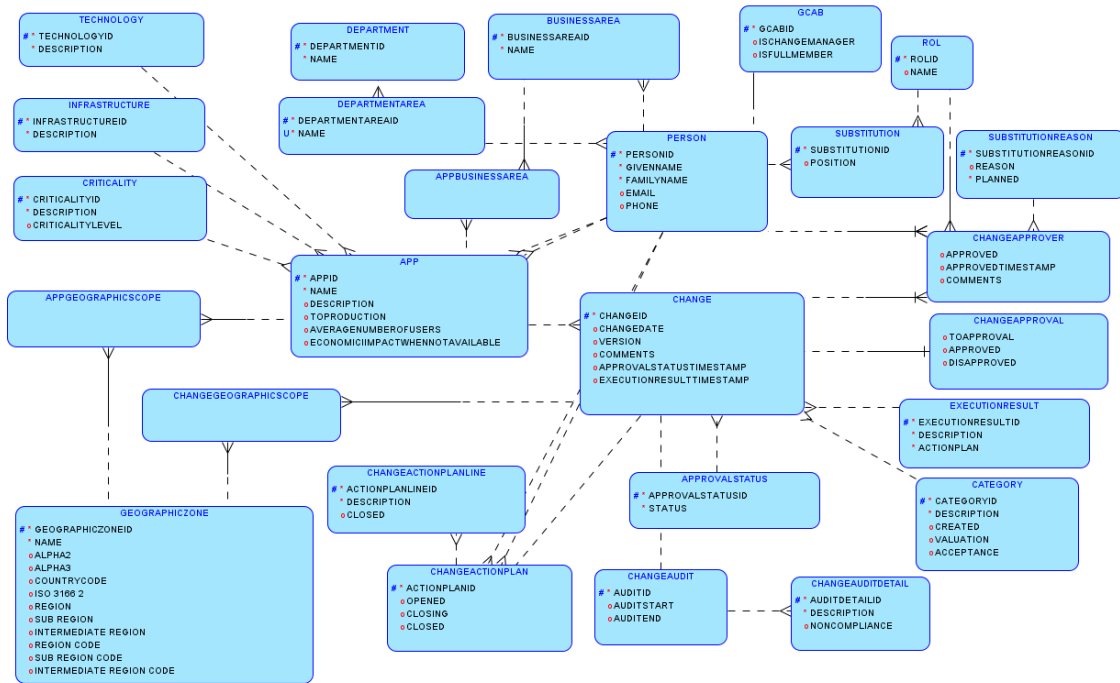 TECHNOLOGY
# * TECHNOLOGYID
* DESCRIPTION
DEPARTMENT
# * DEPARTMENTID
* NAME
BUSINESSAREA
# * BUSINESSAREAID
* NAME
GCAB
# * GCABID
o ISCHANGEMANAGER
o ISFULLMEMBER
ROL
# * ROLID
o NAME
INFRASTRUCTURE
# * INFRASTRUCTUREID
* DESCRIPTION
DEPARTMENTAREA
# * DEPARTMENTAREAID
U * NAME
PERSON
# * PERSONID
* GIVENNAME
* FAMILYNAME
o EMAIL
o PHONE
SUBSTITUTION
# * SUBSTITUTIONID
o POSITION
SUBSTITUTIONREASON
# * SUBSTITUTIONREASONID
o REASON
* PLANNED
CRITICALITY
# * CRITICALITYID
* DESCRIPTION
o CRITICALITYLEVEL
APPBUSINESSAREA
CHANGEAPPROVER
o APPROVED
o APPROVEDTIMESTAMP
o COMMENTS
APP
# * APPID
* NAME
o DESCRIPTION
o TOPRODUCTION
o AVERAGENUMBEROFUSERS
o ECONOMICIIMPACTWHENNOTAVAILABLE
APPGEOGRAPHICSCOPE
CHANGE
# * CHANGEID
o CHANGEDATE
o VERSION
o COMMENTS
o APPROVALSTATUSTIMESTAMP
o EXECUTIONRESULTTIMESTAMP
CHANGEAPPROVAL
o TOAPPROVAL
o APPROVED
o DISAPPROVED
CHANGEGEOGRAPHICSCOPE
EXECUTIONRESULT
# * EXECUTIONRESULTID
* DESCRIPTION
* ACTIONPLAN
CHANGEACTIONPLANLINE
# * ACTIONPLANLINEID
* DESCRIPTION
o CLOSED
APPROVALSTATUS
# * APPROVALSTATUSID
* STATUS
CATEGORY
# * CATEGORYID
* DESCRIPTION
o CREATED
o VALUATION
o ACCEPTANCE
GEOGRAPHICZONE
# * GEOGRAPHICZONEID
* NAME
o ALPHA2
o ALPHA3
o COUNTRYCODE
o ISO 3166 2
o REGION
o SUB REGION
o INTERMEDIATE REGION
o REGION CODE
o SUB REGION CODE
o INTERMEDIATE REGION CODE
CHANGEACTIONPLAN
# * ACTIONPLANID
o OPENED
o CLOSING
o CLOSED
CHANGEAUDIT
# * AUDITID
o AUDITSTART
o AUDITEND
CHANGEAUDITDETAIL
# * AUDITDETAILID
* DESCRIPTION
o NONCOMPLIANCE